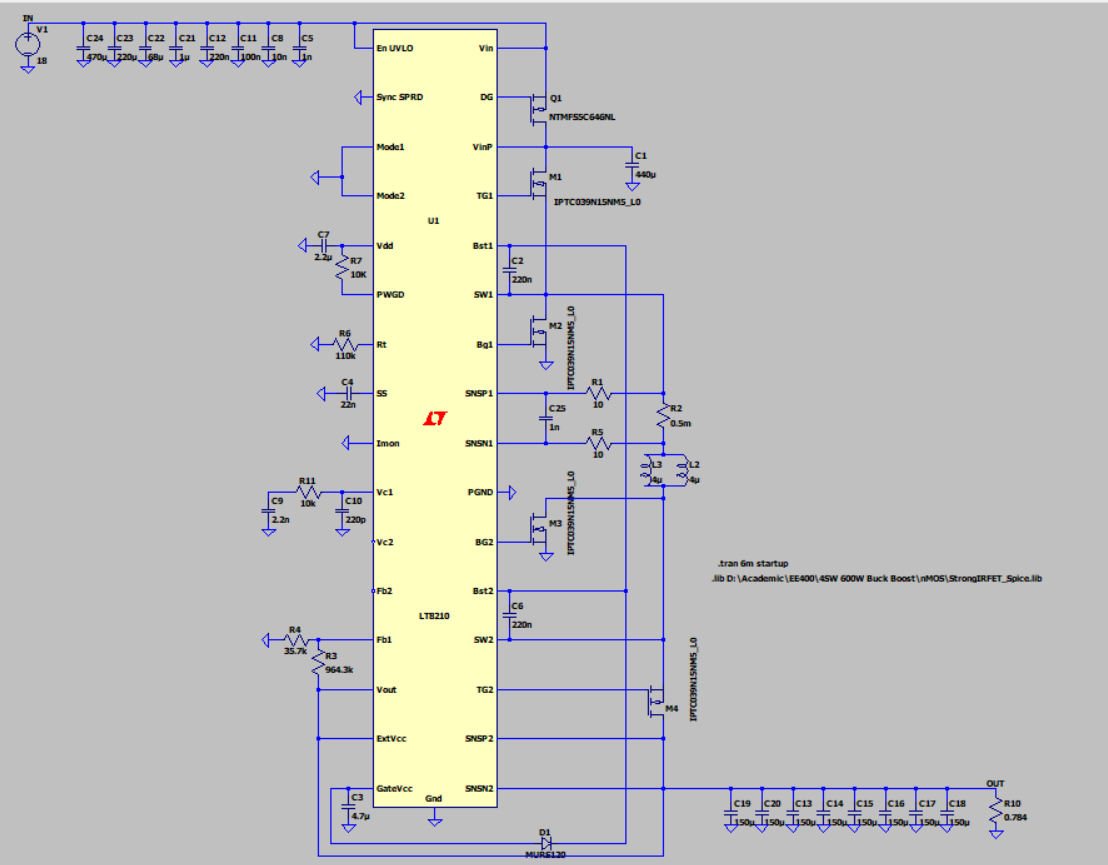 IN
V1
18
C24
470µ
C23
220µ
C22
68µ
C21
1µ
C12
220n
C11
100n
C8
10n
C5
1n
En UVLO
Vin
Sync SPRD
DG
Q1
NTMFS5C646NL
Mode1
VinP
C1
440µ
Mode2
TG1
M1
IPTC039N15NM5_L0
U1
C7
2.2µ
Vdd
Bst1
R7
10K
C2
220n
PWGD
SW1
R6
110k
Rt
Bg1
M2
IPTC039N15NM5_L0
C4
22n
SS
SNSP1
R1
10
C25
1n
R2
0.5m
Imon
SNSN1
R5
10
L3
4µ
L2
4µ
R11
10k
Vc1
PGND
C9
2.2n
C10
220p
M3
IPTC039N15NM5_L0
Vc2
BG2
.tran 6m startup
.lib D:\Academic\EE400\4SW 600W Buck Boost\nMOS\StrongIRFET_Spice.lib
Fb2
Bst2
LT8210
C6
220n
R4
35.7k
Fb1
SW2
R3
964.3k
Vout
TG2
M4
IPTC039N15NM5_L0
ExtVcc
SNSP2
GateVcc
SNSN2
Gnd
C3
4.7µ
D1
MURS120
OUT
C19
150µ
C20
150µ
C13
150µ
C14
150µ
C15
150µ
C16
150µ
C17
150µ
C18
150µ
R10
0.784